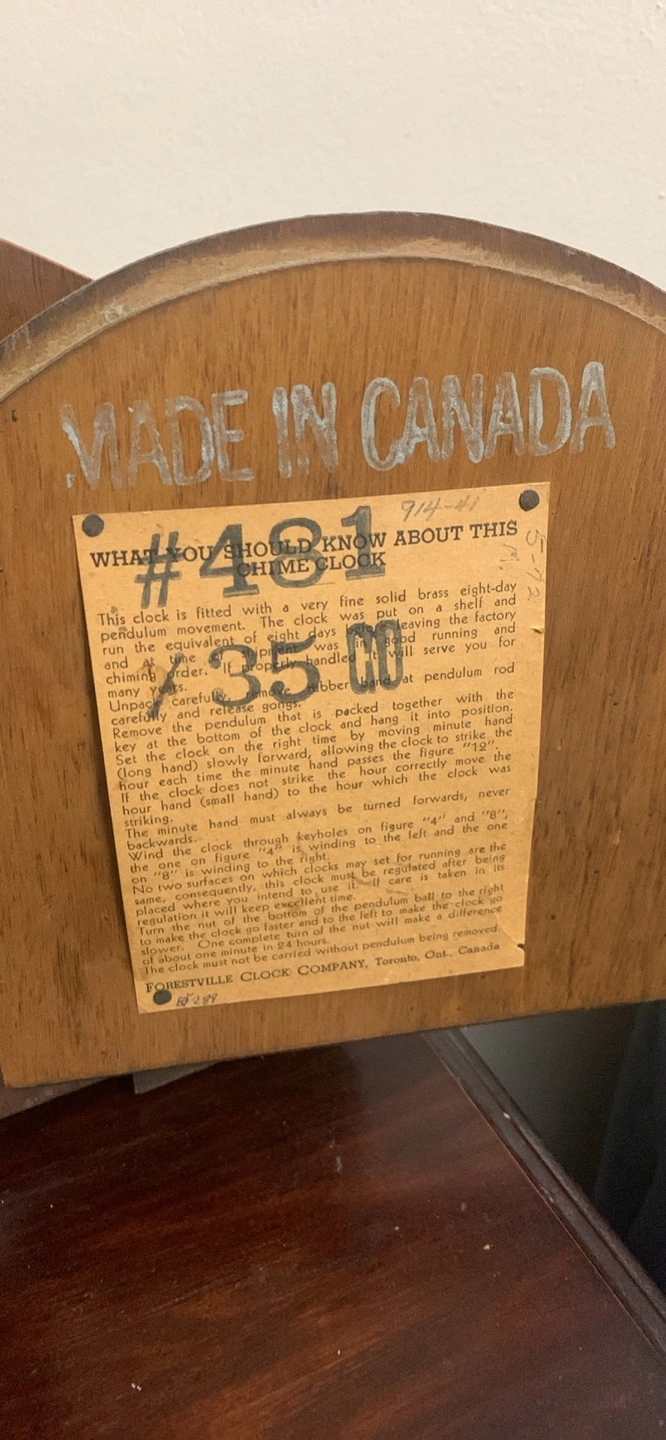 MADE IN CANADA
914-41
#481
WHAT YOU SHOULD KNOW ABOUT THIS
CHIME CLOCK
This clock is fitted with a very fine solid brass eight-day
pendulum movement. The clock was put on a shelf and
run the equivalent of eight days leaving the factory
and at time of was in good running and
chiming order. If properly handled will serve you for
many years.
Unpack carefully, remove rubber band at pendulum rod
carefully and release gongs.
35 00
Remove the pendulum that is packed together with the
key at the bottom of the clock and hang it into position.
Set the clock on the right time by moving minute hand
(long hand) slowly forward, allowing the clock to strike the
hour each time the minute hand passes the figure "12".
If the clock does not strike the hour correctly move the
hour hand (small hand) to the hour which the clock was
striking.
The minute hand must always be turned forwards, never
backwards.
Wind the clock through keyholes on figure "4" and "8",
the one on figure "4" is winding to the left and the one
on "8" is winding to the right.
No two surfaces on which clocks may set for running are the
same, consequently, this clock must be regulated after being
placed where you intend to use it. If care is taken in its
regulation it will keep excellent time.
Turn the nut of the bottom of the pendulum ball to the right
to make the clock go faster and to the left to make the clock go
slower. One complete turn of the nut will make a difference
of about one minute in 24 hours.
The clock must not be carried without pendulum being removed.
FORESTVILLE CLOCK COMPANY, Toronto, Ont., Canada